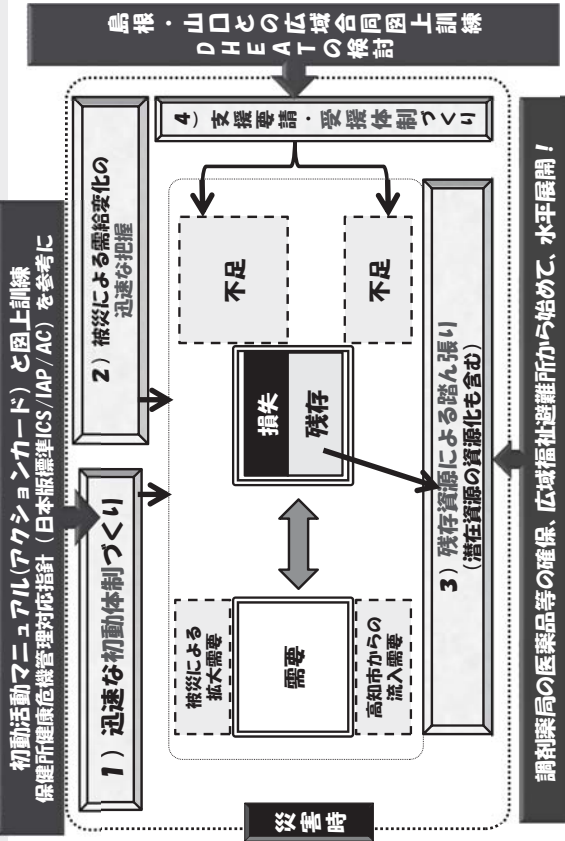 初動活動マニュアル(アクションカード)と図上訓練
保健所健康危機管理対応指針(日本版標準ICS/IAP/AC)を参考に
災害時
1)迅速な初動体制づくり
2)被災による需給変化の
迅速な把握
被災による
拡大需要
需要
高知市からの
流入需要
損失
残存
不足
不足
3)残存資源による踏ん張り
(潜在資源の資源化も含む)
4)支援要請・受援体制づくり
島根・山口との広域合同図上訓練
DHEATの検討
調剤薬局の医薬品等の確保、広域福祉避難所から始めて、水平展開!